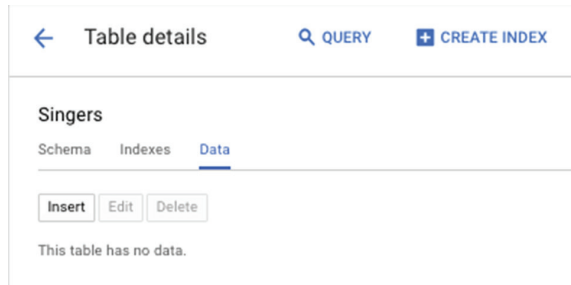 Table details QUERY CREATE INDEX
Singers
Schema Indexes Data
Insert Edit Delete
This table has no data.